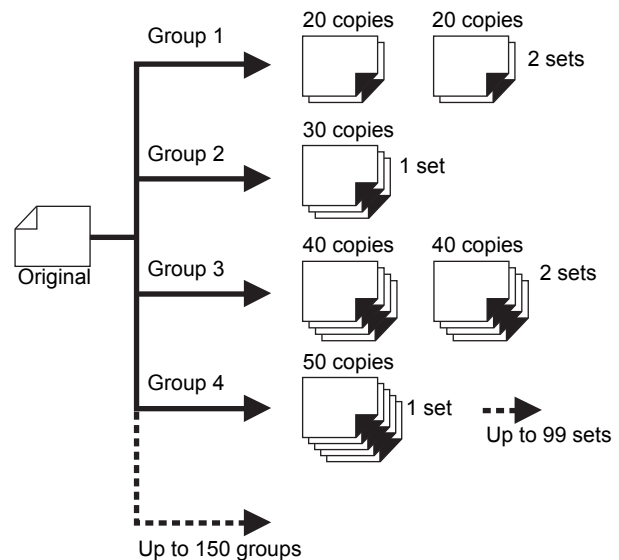 20 copies
20 copies
Group 1
2 sets
30 copies
Group 2
1 set
Original
40 copies
40 copies
Group 3
2 sets
50 copies
Group 4
1 set
Up to 99 sets
Up to 150 groups